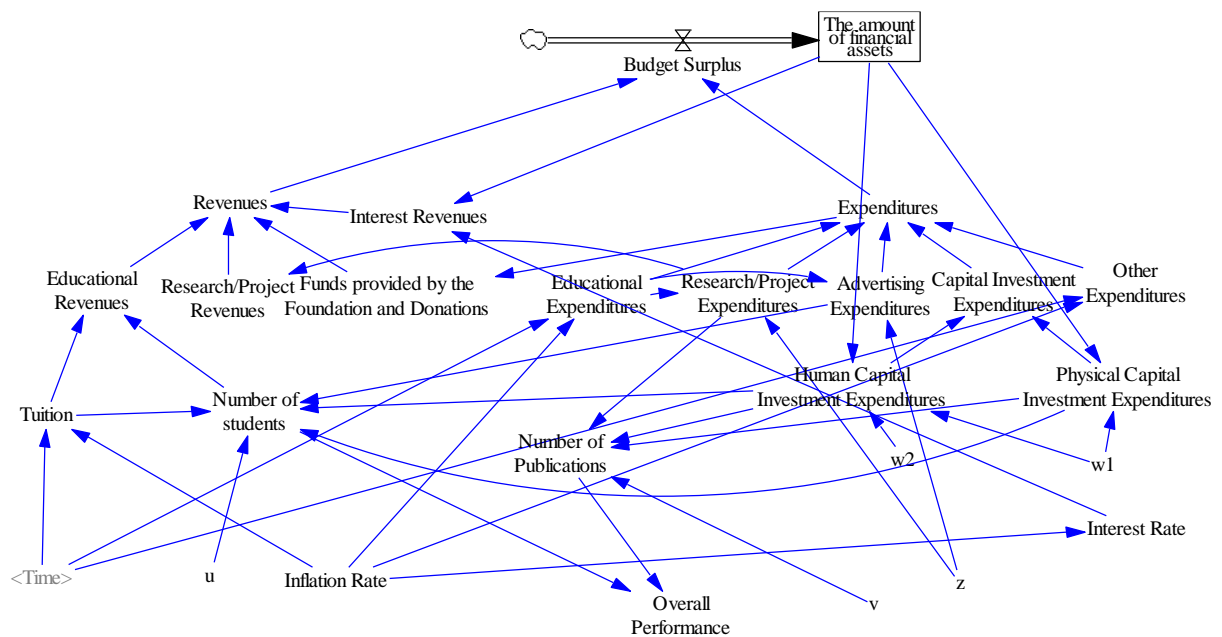 The amount
of financial
assets
Budget Surplus
Revenues
Interest Revenues
Expenditures
Educational
Revenues
Research/Project
Revenues
Funds provided by the
Foundation and Donations
Educational
Expenditures
Research/Project
Expenditures
Advertising
Expenditures
Capital Investment
Expenditures
Other
Expenditures
Tuition
Number of
students
Human Capital
Investment Expenditures
Physical Capital
Investment Expenditures
Number of
Publications
w2
w1
Interest Rate
<Time>
u
Inflation Rate
z
v
Overall
Performance